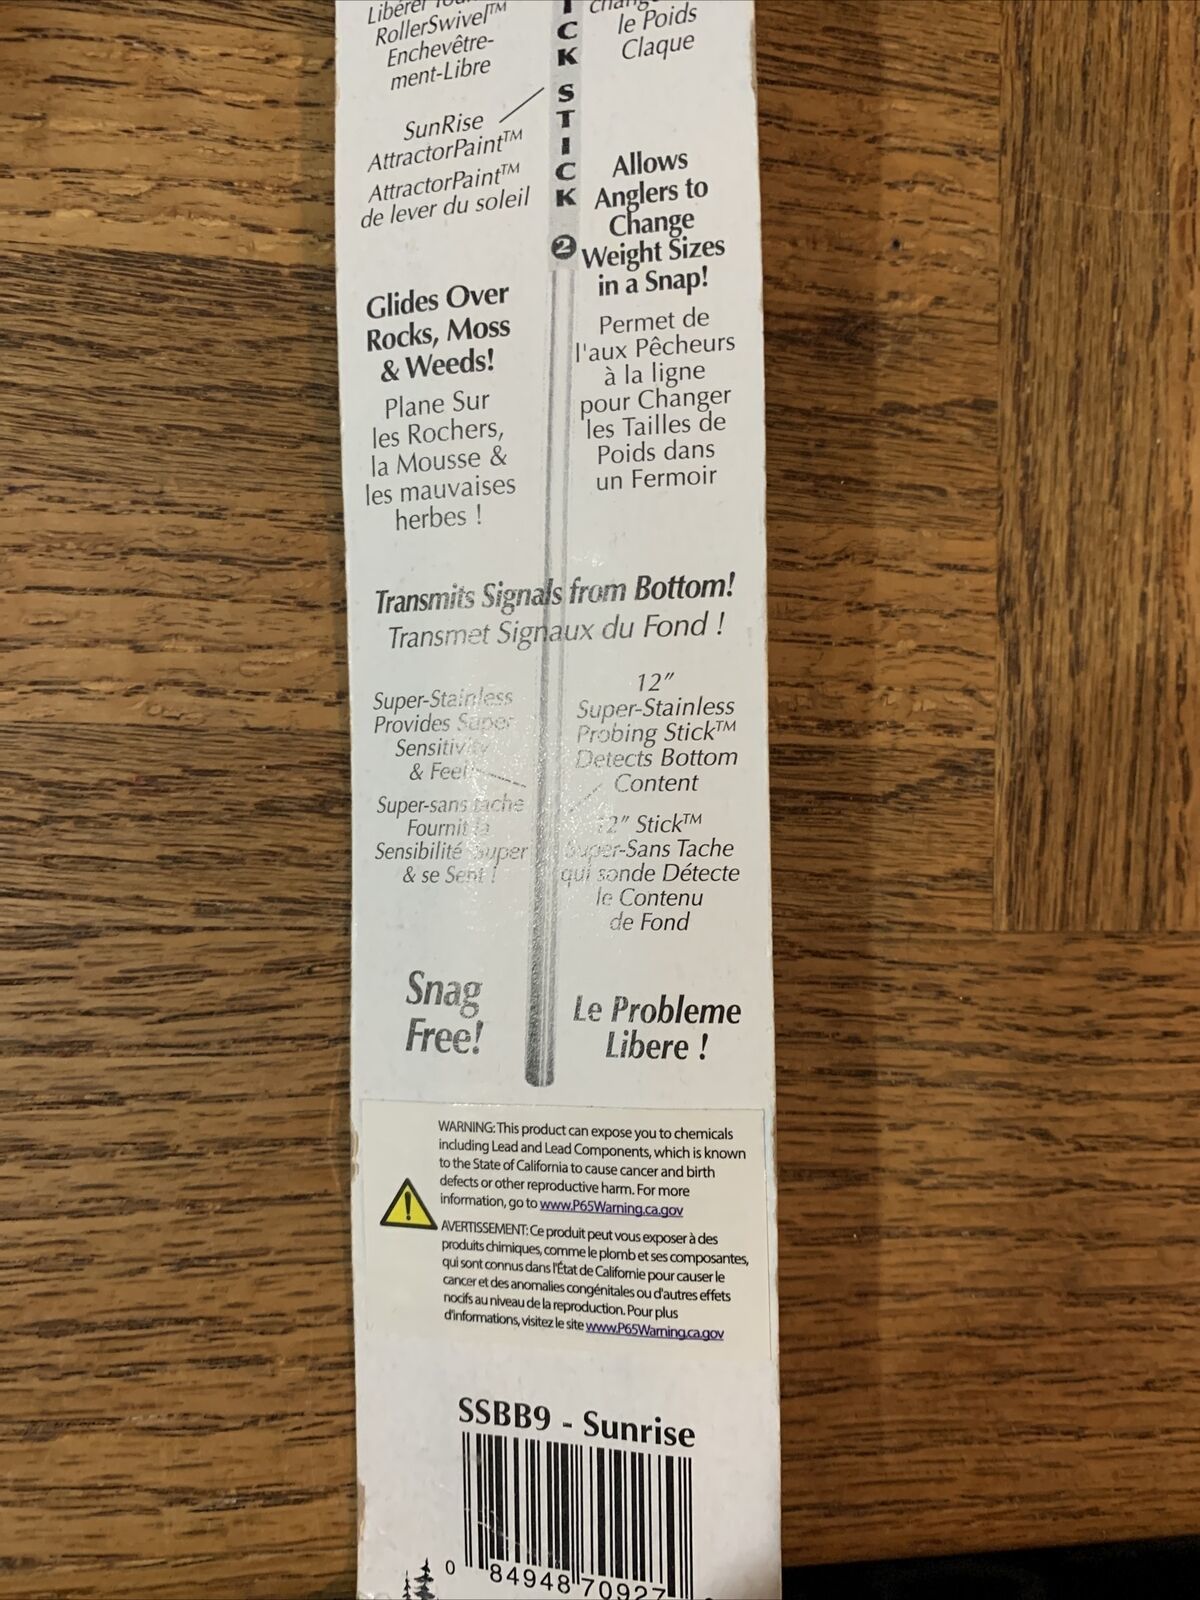 Libérer
RollerSwivel™
Enchevêtre-
ment-Libre
le Poids
Claque
ICK STICK 2
SunRise
AttractorPaint™
AttractorPaint™
de lever du soleil
Allows
Anglers to
Change
Weight Sizes
in a Snap!
Glides Over
Rocks, Moss
& Weeds!
Permet de
l'aux Pêcheurs
à la ligne
pour Changer
les Tailles de
Poids dans
un Fermoir
Plane Sur
les Rochers,
la Mousse &
les mauvaises
herbes !
Transmits Signals from Bottom!
Transmet Signaux du Fond !
Super-Stainless
Provides Super
Sensitivity
& Feel
Super-sans tache
Fournit la
Sensibilité Super
& se Sent !
12"
Super-Stainless
Probing Stick™
Detects Bottom
Content
12" Stick™
Super-Sans Tache
qui sonde Détecte
le Contenu
de Fond
Snag
Free!
Le Probleme
Libere !
WARNING: This product can expose you to chemicals
including Lead and Lead Components, which is known
to the State of California to cause cancer and birth
defects or other reproductive harm. For more
information, go to www.P65Warning.ca.gov
AVERTISSEMENT: Ce produit peut vous exposer à des
produits chimiques, comme le plomb et ses composantes,
qui sont connus dans l'État de Californie pour causer le
cancer et des anomalies congénitales ou d'autres effets
nocifs au niveau de la reproduction. Pour plus
d'informations, visitez le site www.P65Warning.ca.gov
SSBB9 - Sunrise
0 84948 70927